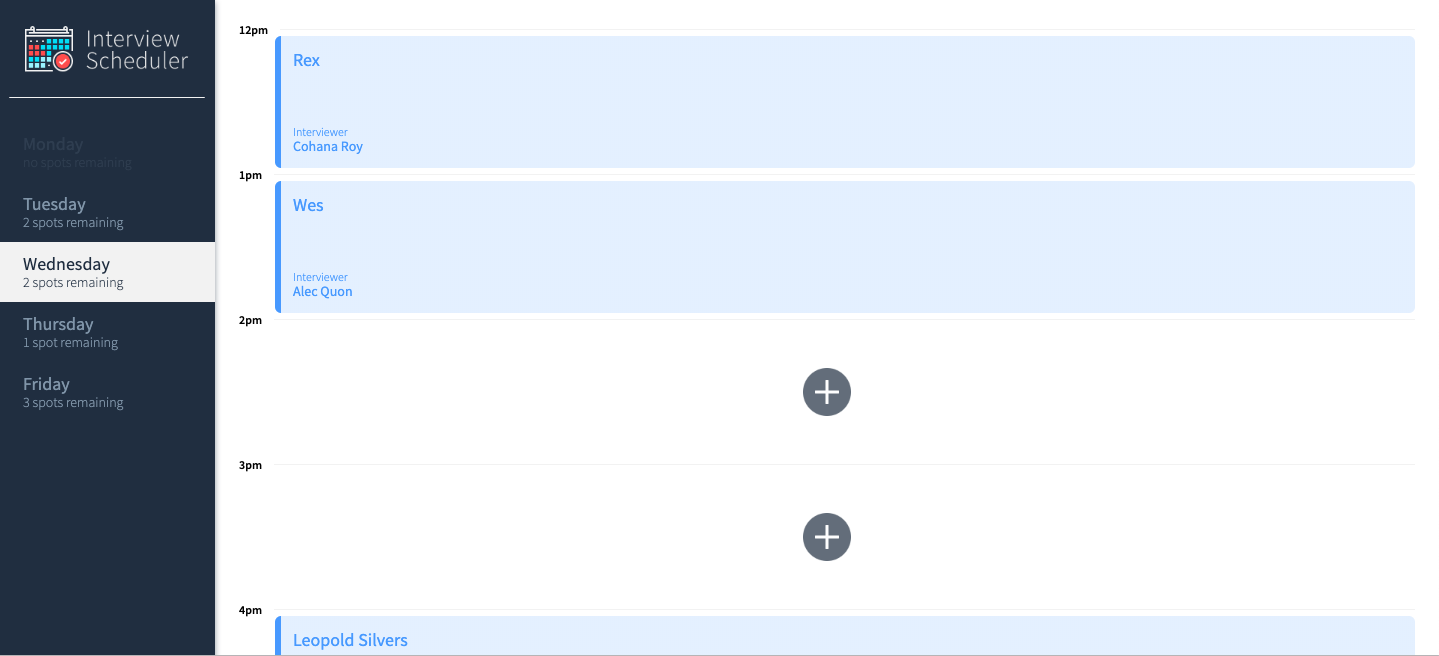 Interview
Scheduler
Monday
no spots remaining
Tuesday
2 spots remaining
Wednesday
2 spots remaining
Thursday
1 spot remaining
Friday
3 spots remaining
12pm
Rex
Interviewer
Cohana Roy
1pm
Wes
Interviewer
Alec Quon
2pm
3pm
4pm
Leopold Silvers